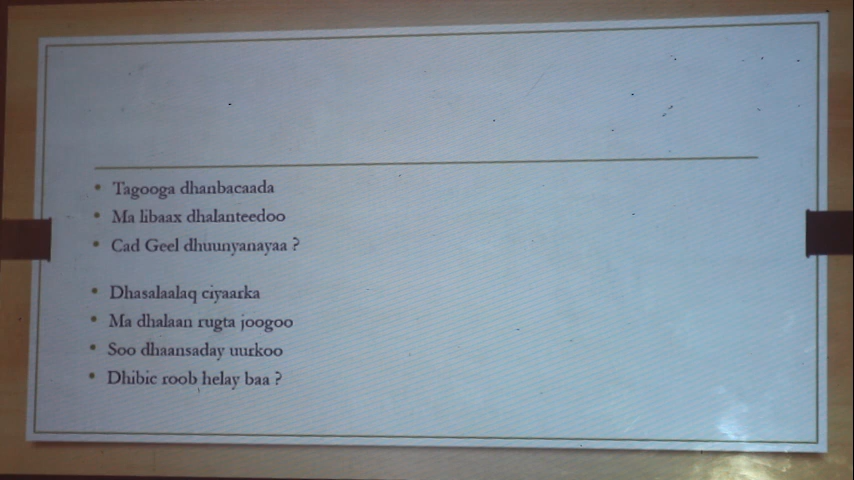 Tagooga dhanbacaada
Ma libaax dhalanteedoo
Cad Geel dhuunyanayaa ?
Dhasalaalaq ciyaarka
Ma dhalaan rugta joogoo
Soo dhaansaday uurkoo
Dhibic roob helay baa ?